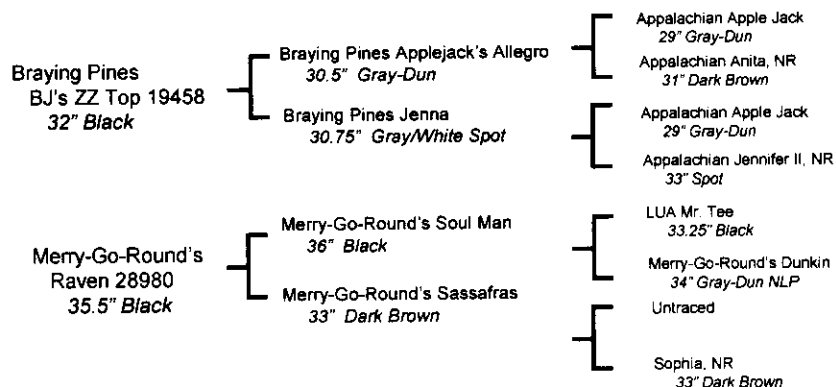 Braying Pines
BJ's ZZ Top 19458
32" Black
Braying Pines Applejack's Allegro
30.5" Gray-Dun
Braying Pines Jenna
30.75" Gray/White Spot
Appalachian Apple Jack
29" Gray-Dun
Appalachian Anita, NR
31" Dark Brown
Appalachian Apple Jack
29" Gray-Dun
Appalachian Jennifer II, NR
33" Spot
Merry-Go-Round's
Raven 28980
35.5" Black
Merry-Go-Round's Soul Man
36" Black
Merry-Go-Round's Sassafras
33" Dark Brown
LUA Mr. Tee
33.25" Black
Merry-Go-Round's Dunkin
34" Gray-Dun NLP
Untraced
Sophia, NR
33" Dark Brown